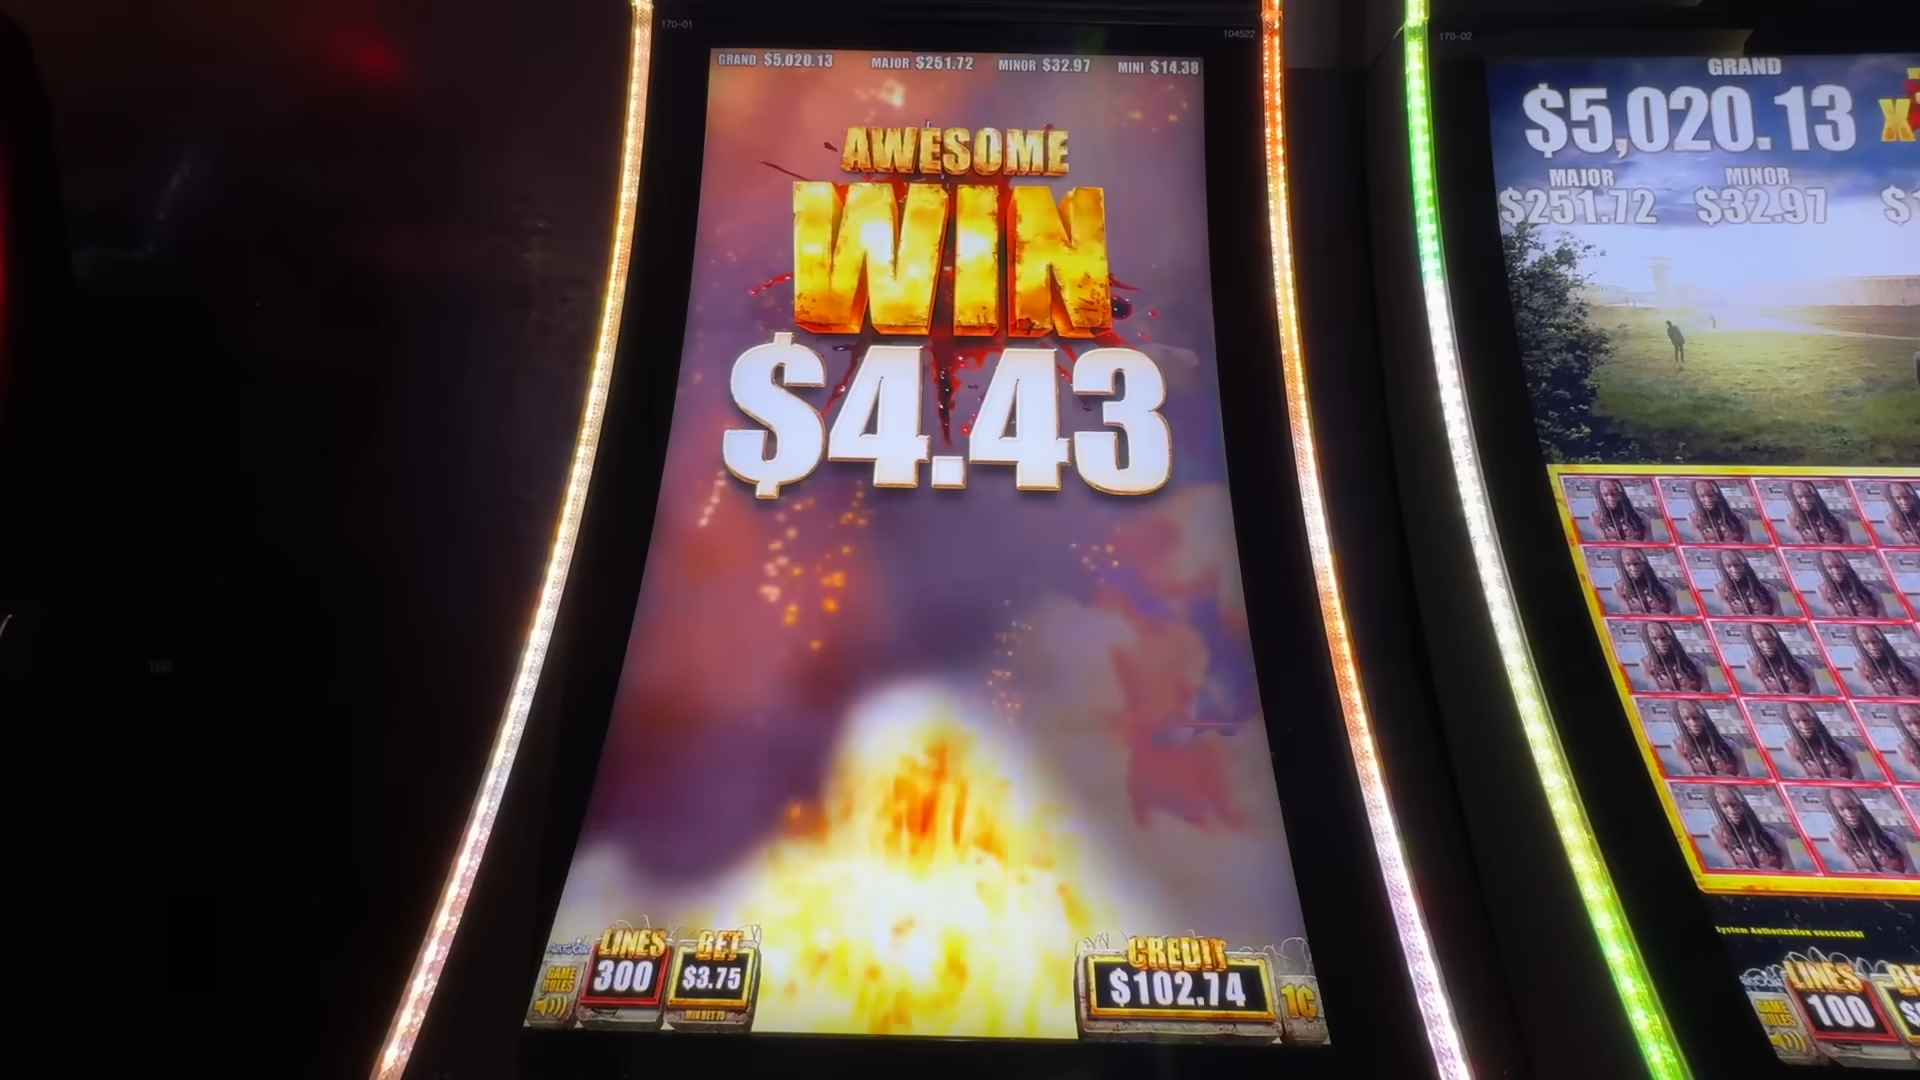 170-01
104522
170-02
GRAND $5,020.13 MAJOR $251.72 MINOR $32.97 MINI $14.38
AWESOME
WIN
$4.43
LINES
300
BET
$3.75
GAME
RULES
CREDIT
$102.74
1C
GRAND
$5,020.13
MAJOR
$251.72
MINOR
$32.97
System Authorization successful
LINES
100
GAME
RULES
166